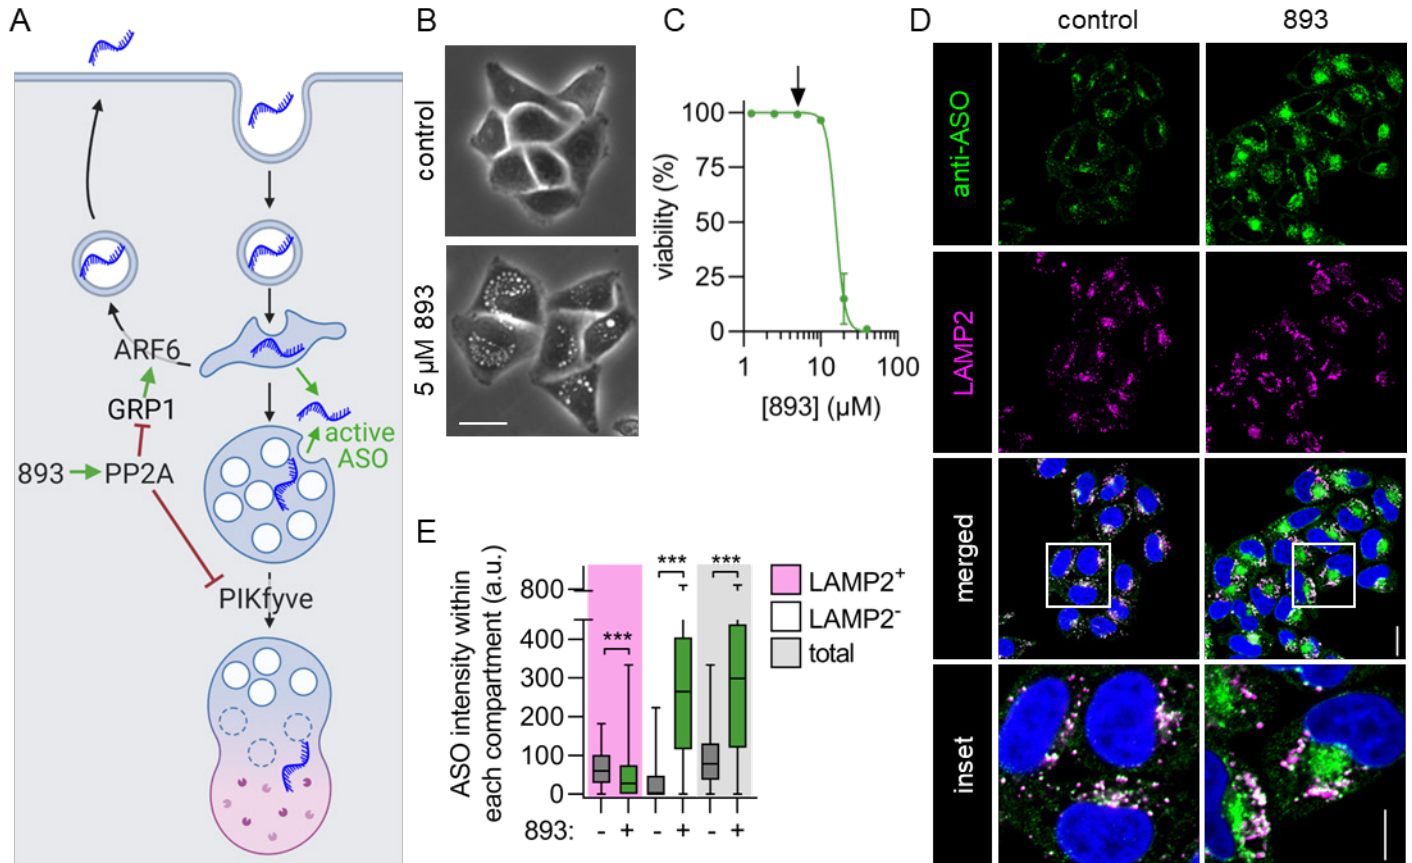 A
ARF6
GRP1
893
PP2A
active
ASO
PIKfyve
B
control
5 µM 893
C
viability (%)
100
75
50
25
0
1
10
100
[893] (µM)
D
control
893
anti-ASO
LAMP2
merged
inset
E
ASO intensity within
each compartment (a.u.)
800
400
300
200
100
0
***
***
***
893:
-
+
-
+
-
+
LAMP2⁺
LAMP2⁻
total